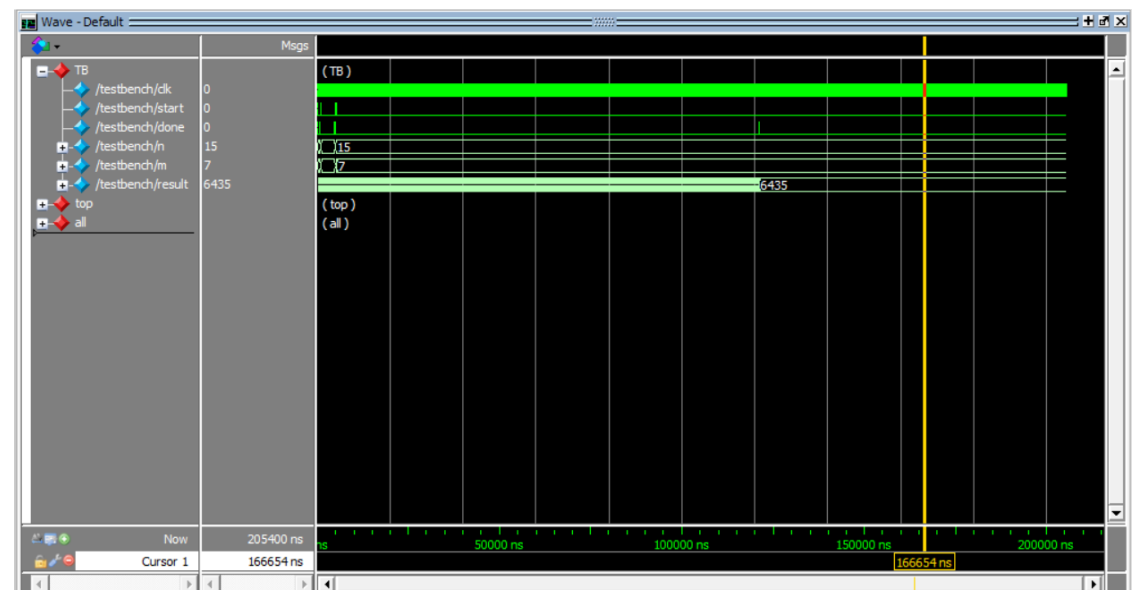 Wave - Default
Msgs
TB (TB)
/testbench/clk 0
/testbench/start 0
/testbench/done 0
/testbench/n 15 15
/testbench/m 7 7
/testbench/result 6435 6435
top (top)
all (all)
Now 205400 ns ns 50000 ns 100000 ns 150000 ns 200000 ns
Cursor 1 166654 ns 166654 ns